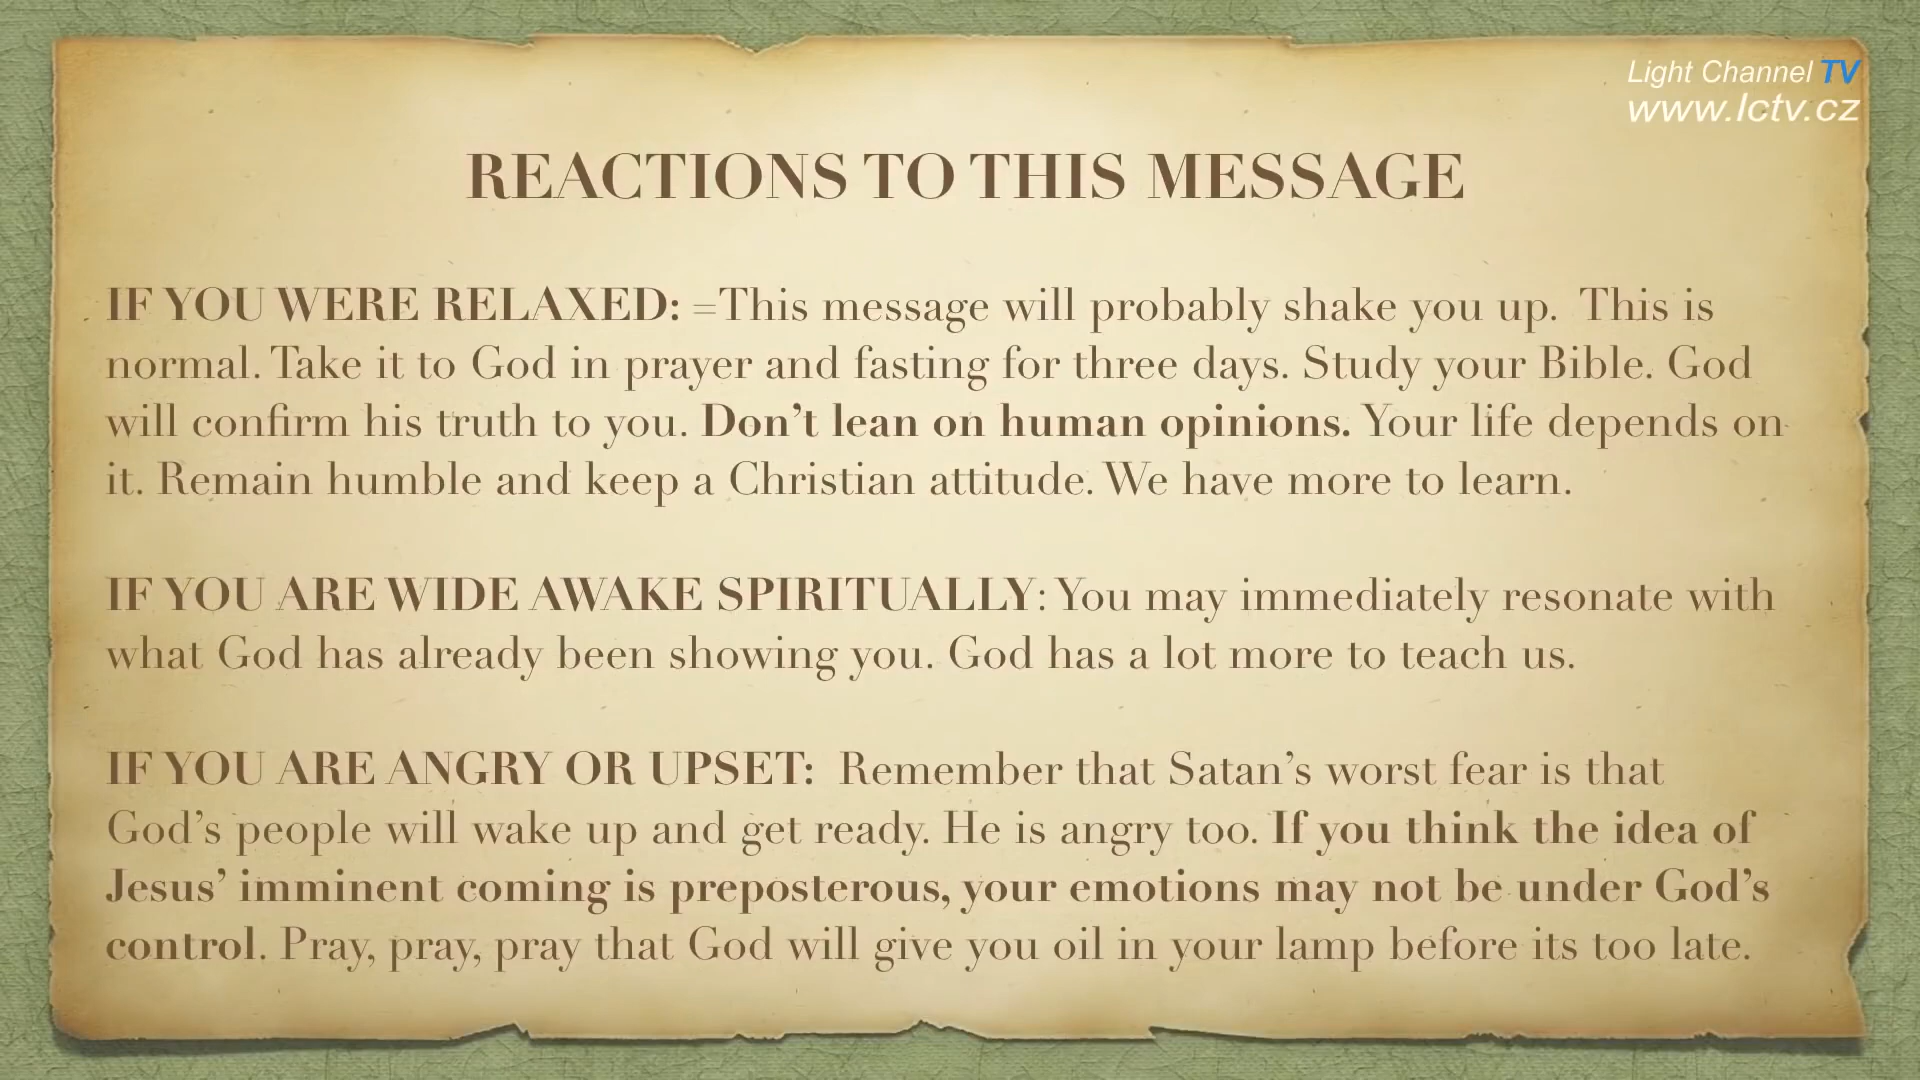 Light Channel TV
www.lctv.cz
REACTIONS TO THIS MESSAGE
IF YOU WERE RELAXED: =This message will probably shake you up.  This is
normal. Take it to God in prayer and fasting for three days. Study your Bible. God
will confirm his truth to you. Don’t lean on human opinions. Your life depends on
it. Remain humble and keep a Christian attitude. We have more to learn.
IF YOU ARE WIDE AWAKE SPIRITUALLY: You may immediately resonate with
what God has already been showing you. God has a lot more to teach us.
IF YOU ARE ANGRY OR UPSET:  Remember that Satan’s worst fear is that
God’s people will wake up and get ready. He is angry too. If you think the idea of
Jesus’ imminent coming is preposterous, your emotions may not be under God’s
control. Pray, pray, pray that God will give you oil in your lamp before its too late.